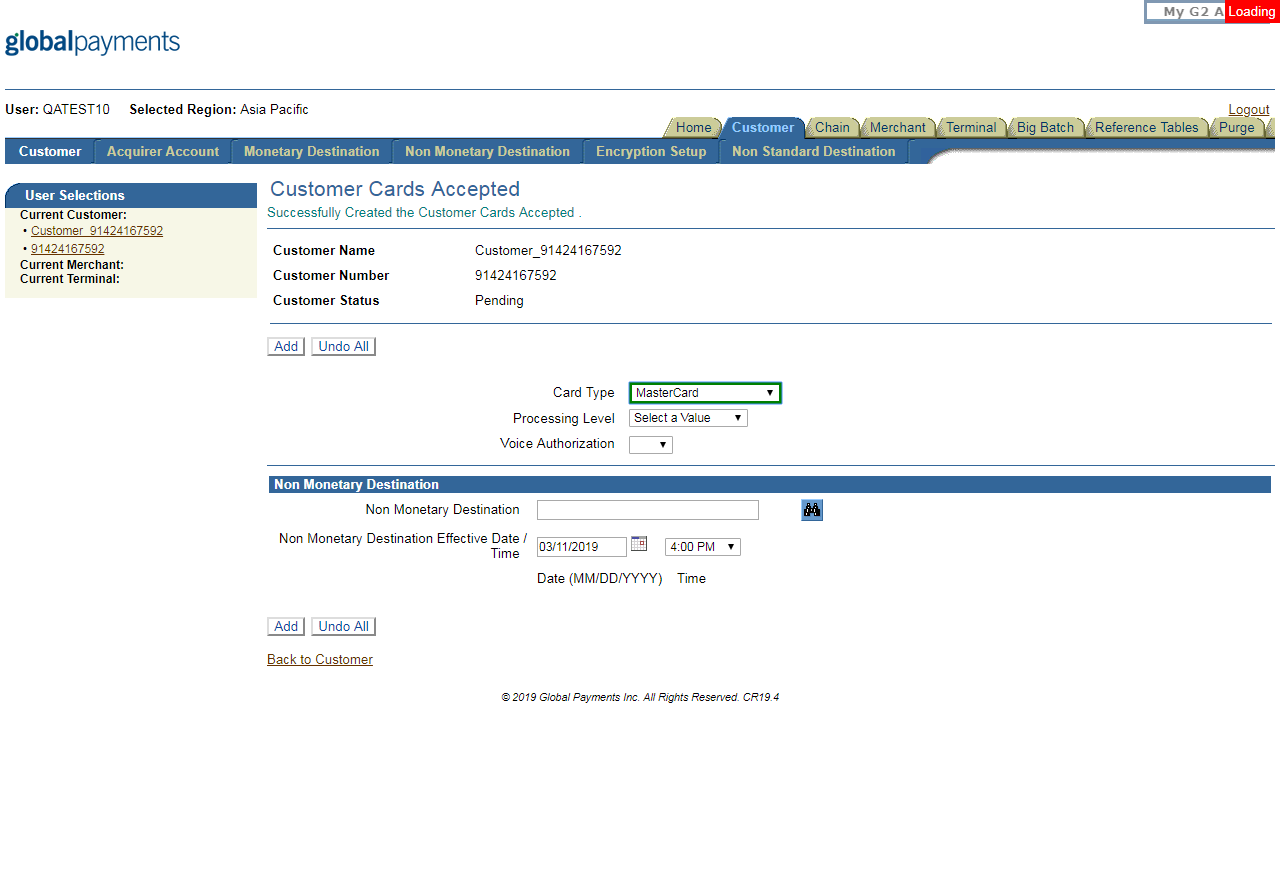 My G2 A
Loading
globalpayments
User: QATEST10 Selected Region: Asia Pacific
Logout
Home Customer Chain Merchant Terminal Big Batch Reference Tables Purge
Customer Acquirer Account Monetary Destination Non Monetary Destination Encryption Setup Non Standard Destination
User Selections
Current Customer:
• Customer_91424167592
• 91424167592
Current Merchant:
Current Terminal:
Customer Cards Accepted
Successfully Created the Customer Cards Accepted .
Customer Name Customer_91424167592
Customer Number 91424167592
Customer Status Pending
Add Undo All
Card Type MasterCard
Processing Level Select a Value
Voice Authorization
Non Monetary Destination
Non Monetary Destination
Non Monetary Destination Effective Date /
Time 03/11/2019 4:00 PM
Date (MM/DD/YYYY) Time
Add Undo All
Back to Customer
© 2019 Global Payments Inc. All Rights Reserved. CR19.4